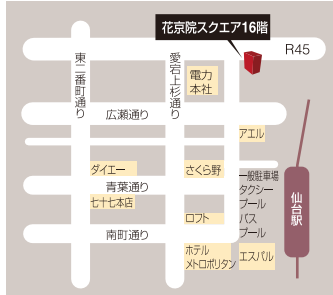 花京院スクエア16階
R45
東二番町通り
愛宕上杉通り
電力
本社
広瀬通り
アエル
ダイエー
さくら野
一般駐車場
タクシー
プール
バス
プール
青葉通り
七十七本店
ロフト
南町通り
ホテル
メトロポリタン
エスパル
仙台駅